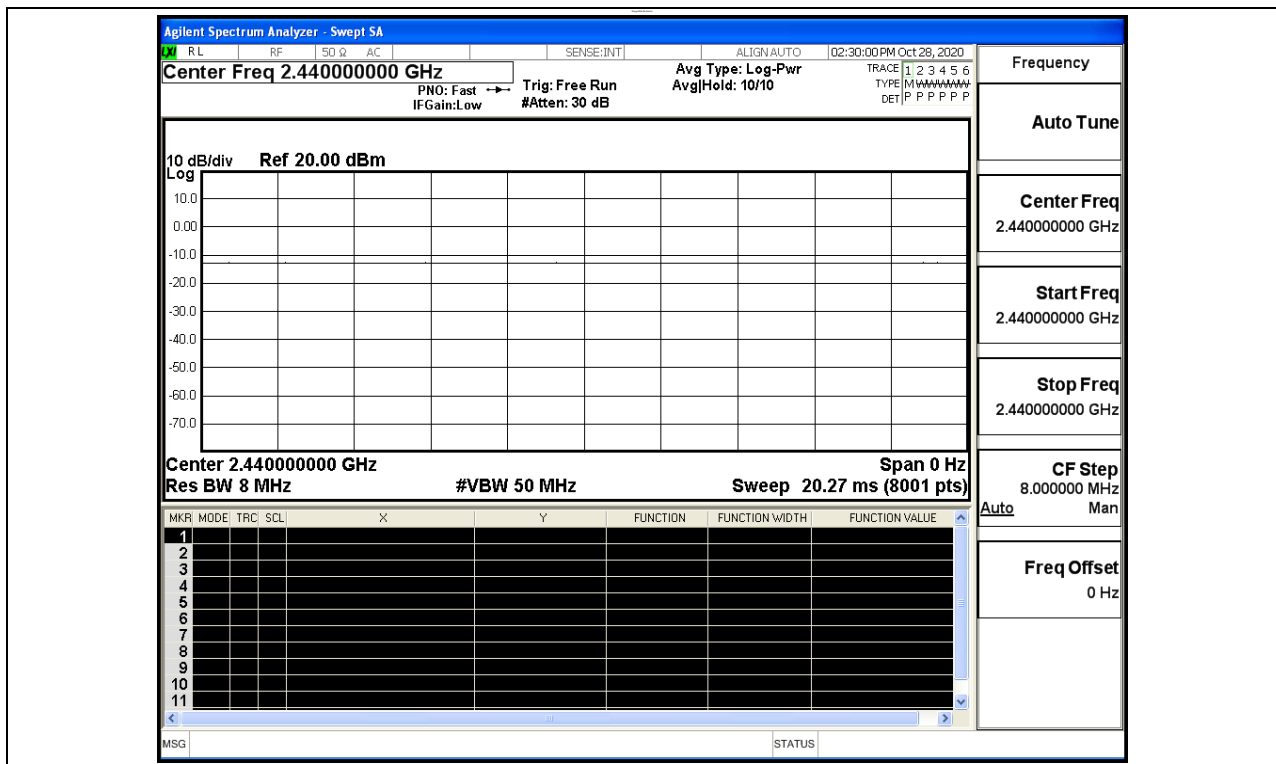 Agilent Spectrum Analyzer - Swept SA
LXI RL RF 50 Ω AC SENSE:INT ALIGN AUTO 02:30:00 PM Oct 28, 2020
Center Freq 2.440000000 GHz
PNO: Fast
IFGain:Low
Trig: Free Run
#Atten: 30 dB
Avg Type: Log-Pwr
Avg|Hold: 10/10
TRACE 1 2 3 4 5 6
TYPE M WWWWW
DET P P P P P P
10 dB/div Ref 20.00 dBm
Log
10.0
0.00
-10.0
-20.0
-30.0
-40.0
-50.0
-60.0
-70.0
Center 2.440000000 GHz Span 0 Hz
Res BW 8 MHz #VBW 50 MHz Sweep 20.27 ms (8001 pts)
MKR MODE TRC SCL X Y FUNCTION FUNCTION WIDTH FUNCTION VALUE
1
2
3
4
5
6
7
8
9
10
11
MSG STATUS
Frequency
Auto Tune
Center Freq
2.440000000 GHz
Start Freq
2.440000000 GHz
Stop Freq
2.440000000 GHz
CF Step
8.000000 MHz
Auto Man
Freq Offset
0 Hz